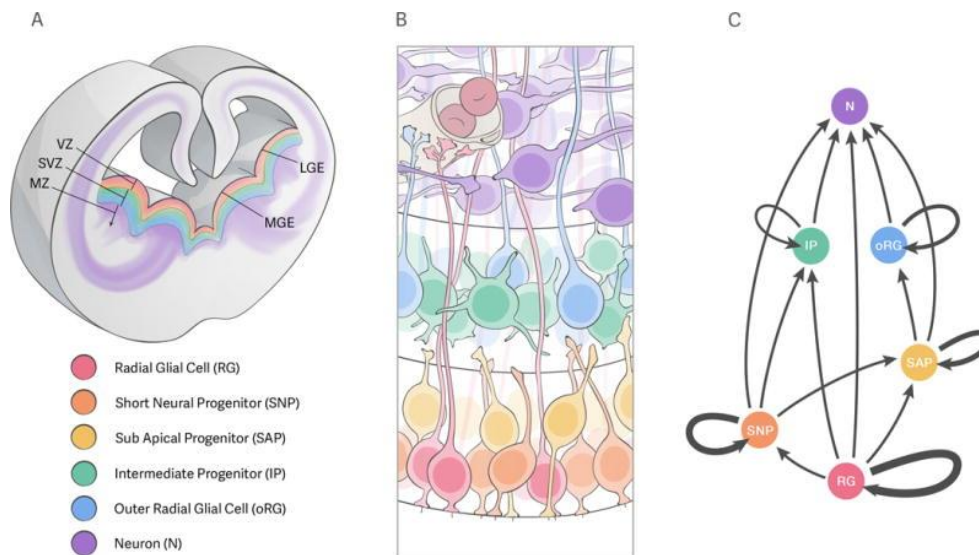 A
B
C
VZ
SVZ
MZ
LGE
MGE
Radial Glial Cell (RG)
Short Neural Progenitor (SNP)
Sub Apical Progenitor (SAP)
Intermediate Progenitor (IP)
Outer Radial Glial Cell (oRG)
Neuron (N)
N
IP
oRG
SAP
SNP
RG